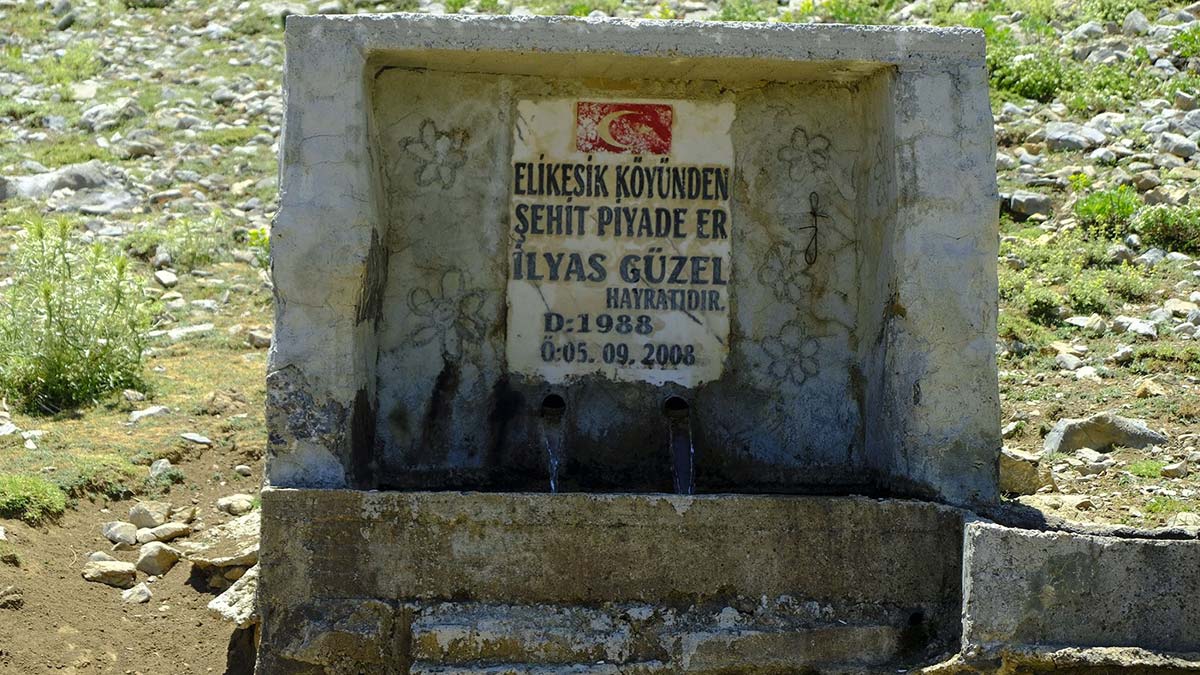 ELİKESİK KÖYÜNDEN
ŞEHİT PİYADE ER
İLYAS GÜZEL
HAYRATIDIR.
D:1988
Ö:05. 09. 2008